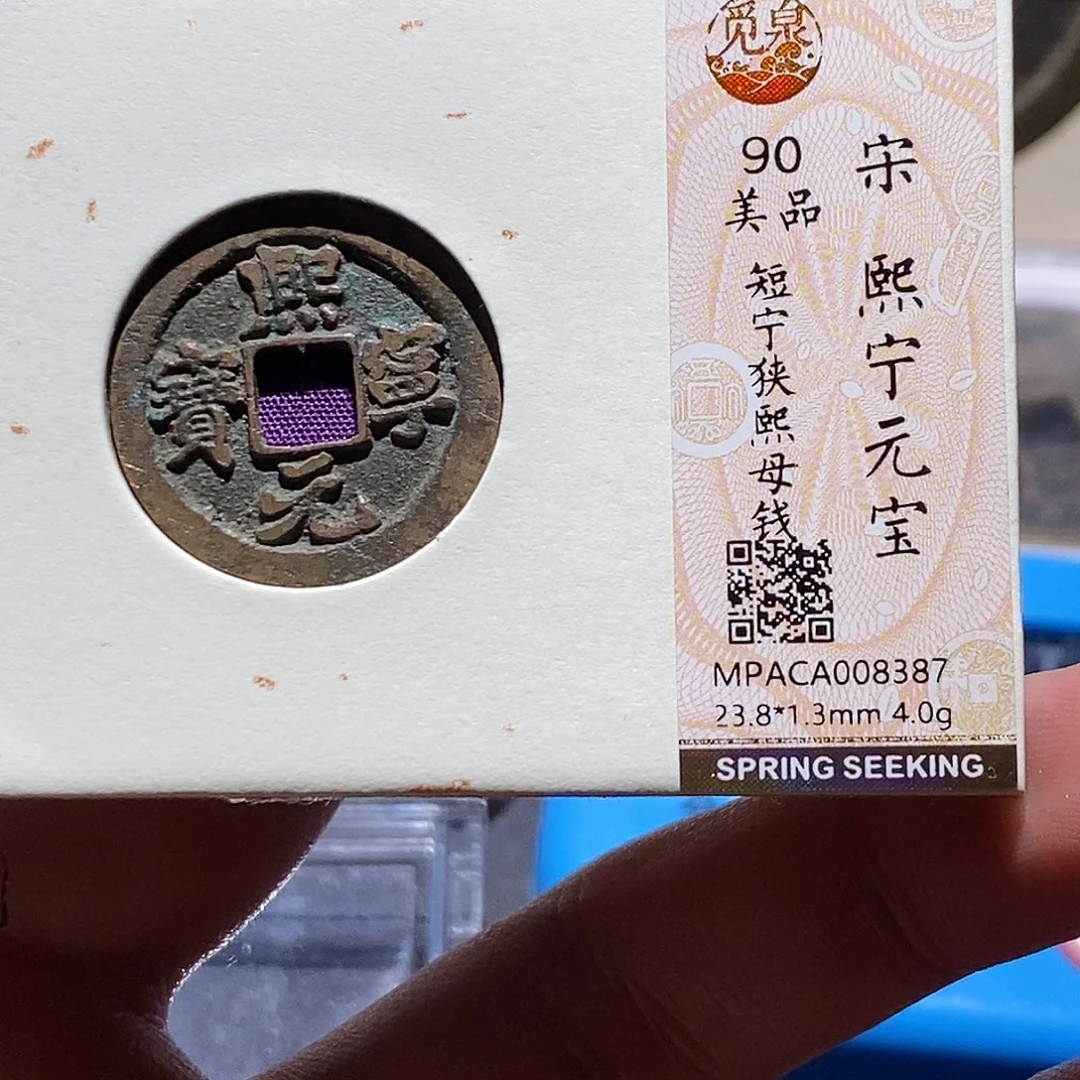 熙寧元寶
觅泉
90
美品
宋 熙宁元宝
短宁狭熙母钱
MPACA008387
23.8*1.3mm 4.0g
SPRING SEEKING